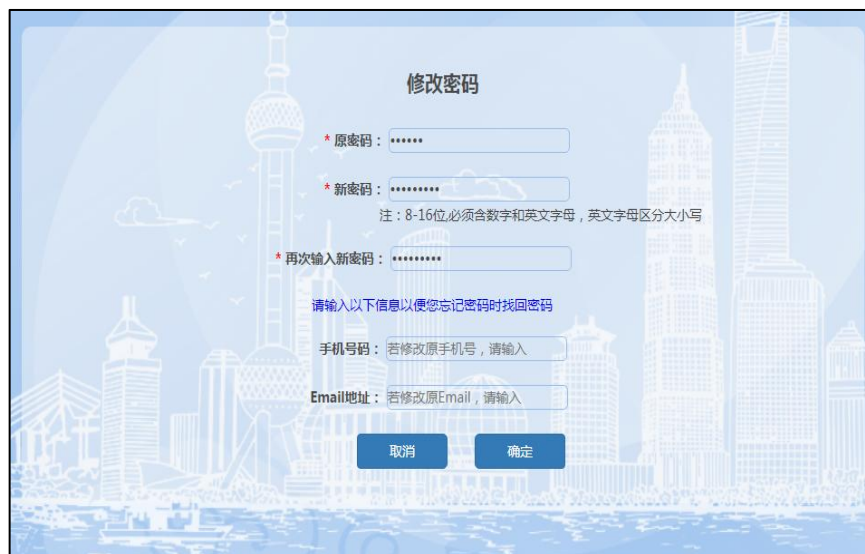 修改密码
* 原密码： ••••••
* 新密码： •••••••••
注：8-16位,必须含数字和英文字母，英文字母区分大小写
* 再次输入新密码： •••••••••
请输入以下信息以便您忘记密码时找回密码
手机号码： 若修改原手机号，请输入
Email地址： 若修改原Email，请输入
取消 确定